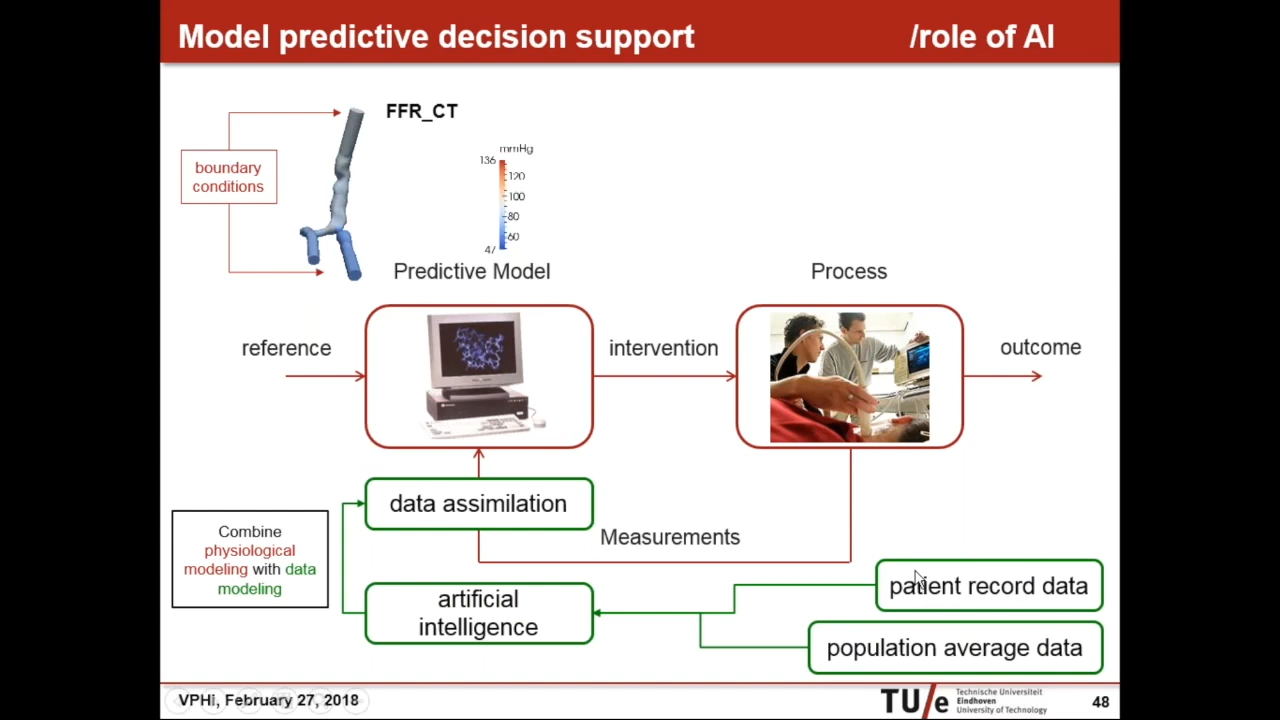 Model predictive decision support /role of AI
FFR_CT
boundary
conditions
mmHg
136
120
100
80
60
47
Predictive Model
Process
reference
intervention
outcome
data assimilation
Measurements
Combine
physiological
modeling with data
modeling
artificial
intelligence
patient record data
population average data
VPHi, February 27, 2018
TU/e
Technische Universiteit
Eindhoven
University of Technology
48